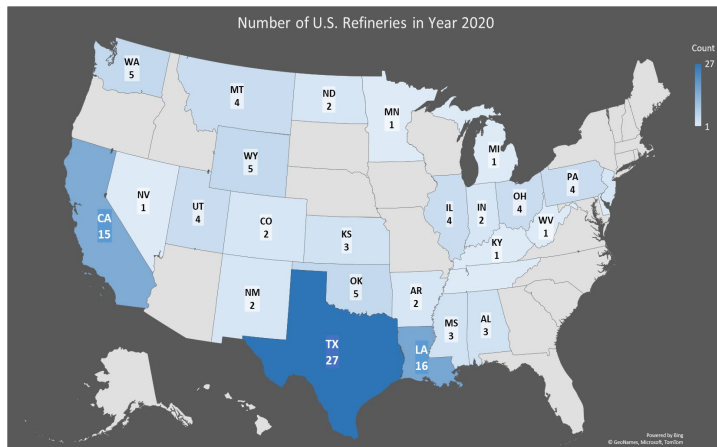 Number of U.S. Refineries in Year 2020
Count
27
1
WA
5
MT
4
ND
2
MN
1
MI
1
WY
5
NV
1
UT
4
CO
2
CA
15
KS
3
IL
4
IN
2
OH
4
PA
4
WV
1
KY
1
NM
2
OK
5
AR
2
MS
3
AL
3
TX
27
LA
16
Powered by Bing
© GeoNames, Microsoft, TomTom